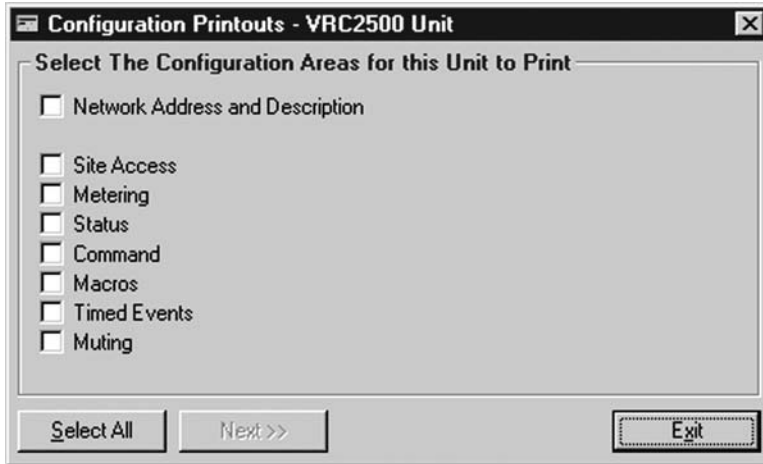 Configuration Printouts - VRC2500 Unit
Select The Configuration Areas for this Unit to Print
Network Address and Description
Site Access
Metering
Status
Command
Macros
Timed Events
Muting
Select All
Next >>
Exit